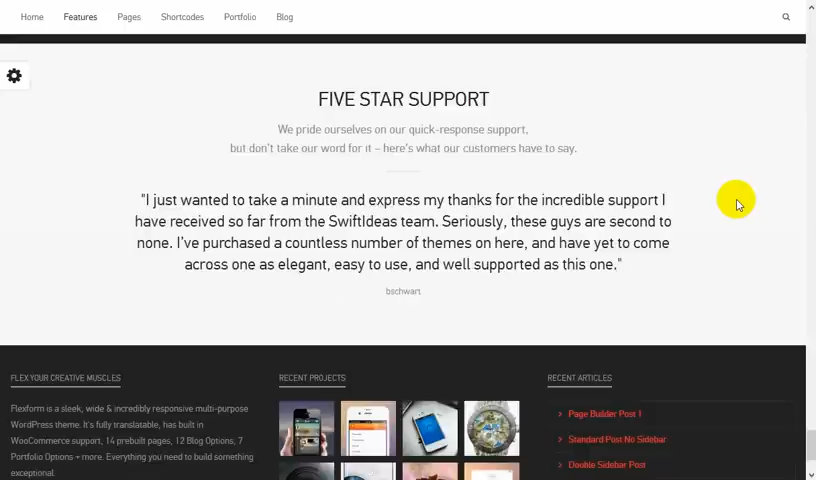 Home Features Pages Shortcodes Portfolio Blog
FIVE STAR SUPPORT
We pride ourselves on our quick-response support,
but don't take our word for it – here's what our customers have to say.
"I just wanted to take a minute and express my thanks for the incredible support I
have received so far from the SwiftIdeas team. Seriously, these guys are second to
none. I've purchased a countless number of themes on here, and have yet to come
across one as elegant, easy to use, and well supported as this one."
bschwart
FLEX YOUR CREATIVE MUSCLES
Flexform is a sleek, wide & incredibly responsive multi-purpose
WordPress theme. It's fully translatable, has built in
WooCommerce support, 14 prebuilt pages, 12 Blog Options, 7
Portfolio Options + more. Everything you need to build something
exceptional
RECENT PROJECTS
RECENT ARTICLES
Page Builder Post 1
Standard Post No Sidebar
Double Sidebar Post